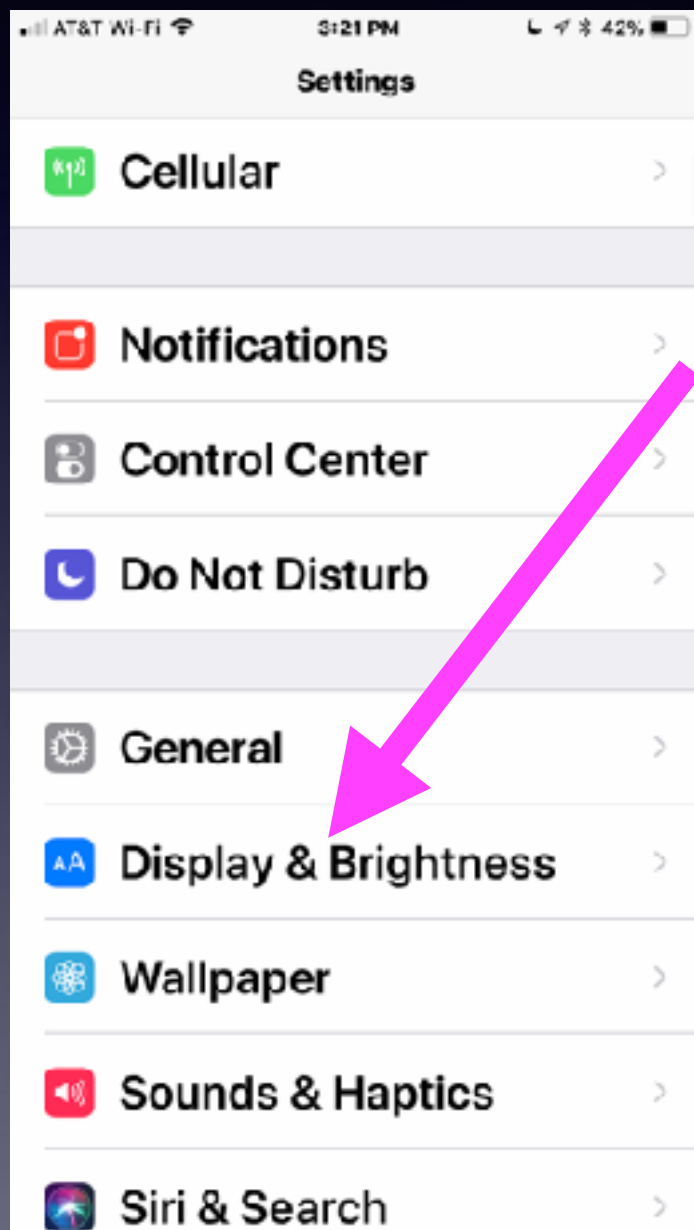 AT&T Wi-Fi 3:21 PM 42%
Settings
Cellular
Notifications
Control Center
Do Not Disturb
General
AA Display & Brightness
Wallpaper
Sounds & Haptics
Siri & Search